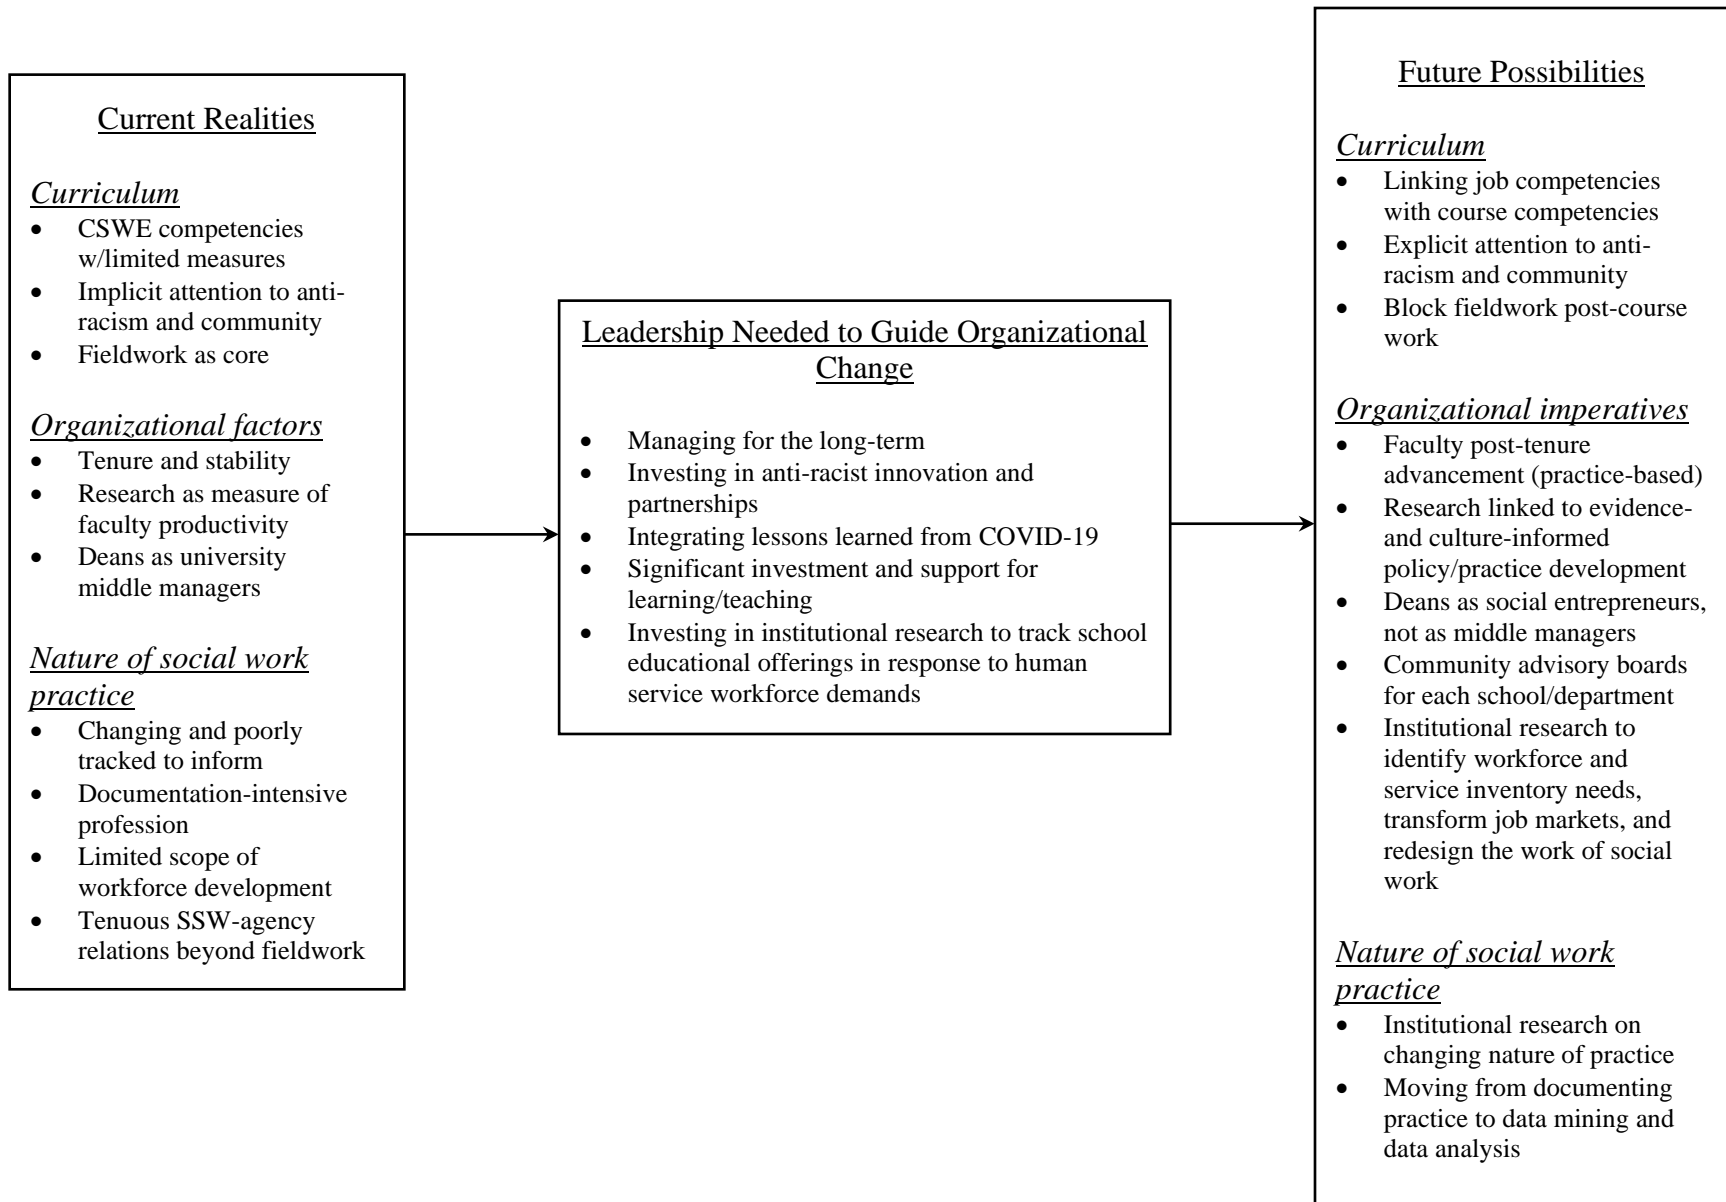 Current Realities
Curriculum
• CSWE competencies
w/limited measures
• Implicit attention to anti-
racism and community
• Fieldwork as core
Organizational factors
• Tenure and stability
• Research as measure of
faculty productivity
• Deans as university
middle managers
Nature of social work
practice
• Changing and poorly
tracked to inform
• Documentation-intensive
profession
• Limited scope of
workforce development
• Tenuous SSW-agency
relations beyond fieldwork
Leadership Needed to Guide Organizational
Change
• Managing for the long-term
• Investing in anti-racist innovation and
partnerships
• Integrating lessons learned from COVID-19
• Significant investment and support for
learning/teaching
• Investing in institutional research to track school
educational offerings in response to human
service workforce demands
Future Possibilities
Curriculum
• Linking job competencies
with course competencies
• Explicit attention to anti-
racism and community
• Block fieldwork post-course
work
Organizational imperatives
• Faculty post-tenure
advancement (practice-based)
• Research linked to evidence-
and culture-informed
policy/practice development
• Deans as social entrepreneurs,
not as middle managers
• Community advisory boards
for each school/department
• Institutional research to
identify workforce and
service inventory needs,
transform job markets, and
redesign the work of social
work
Nature of social work
practice
• Institutional research on
changing nature of practice
• Moving from documenting
practice to data mining and
data analysis